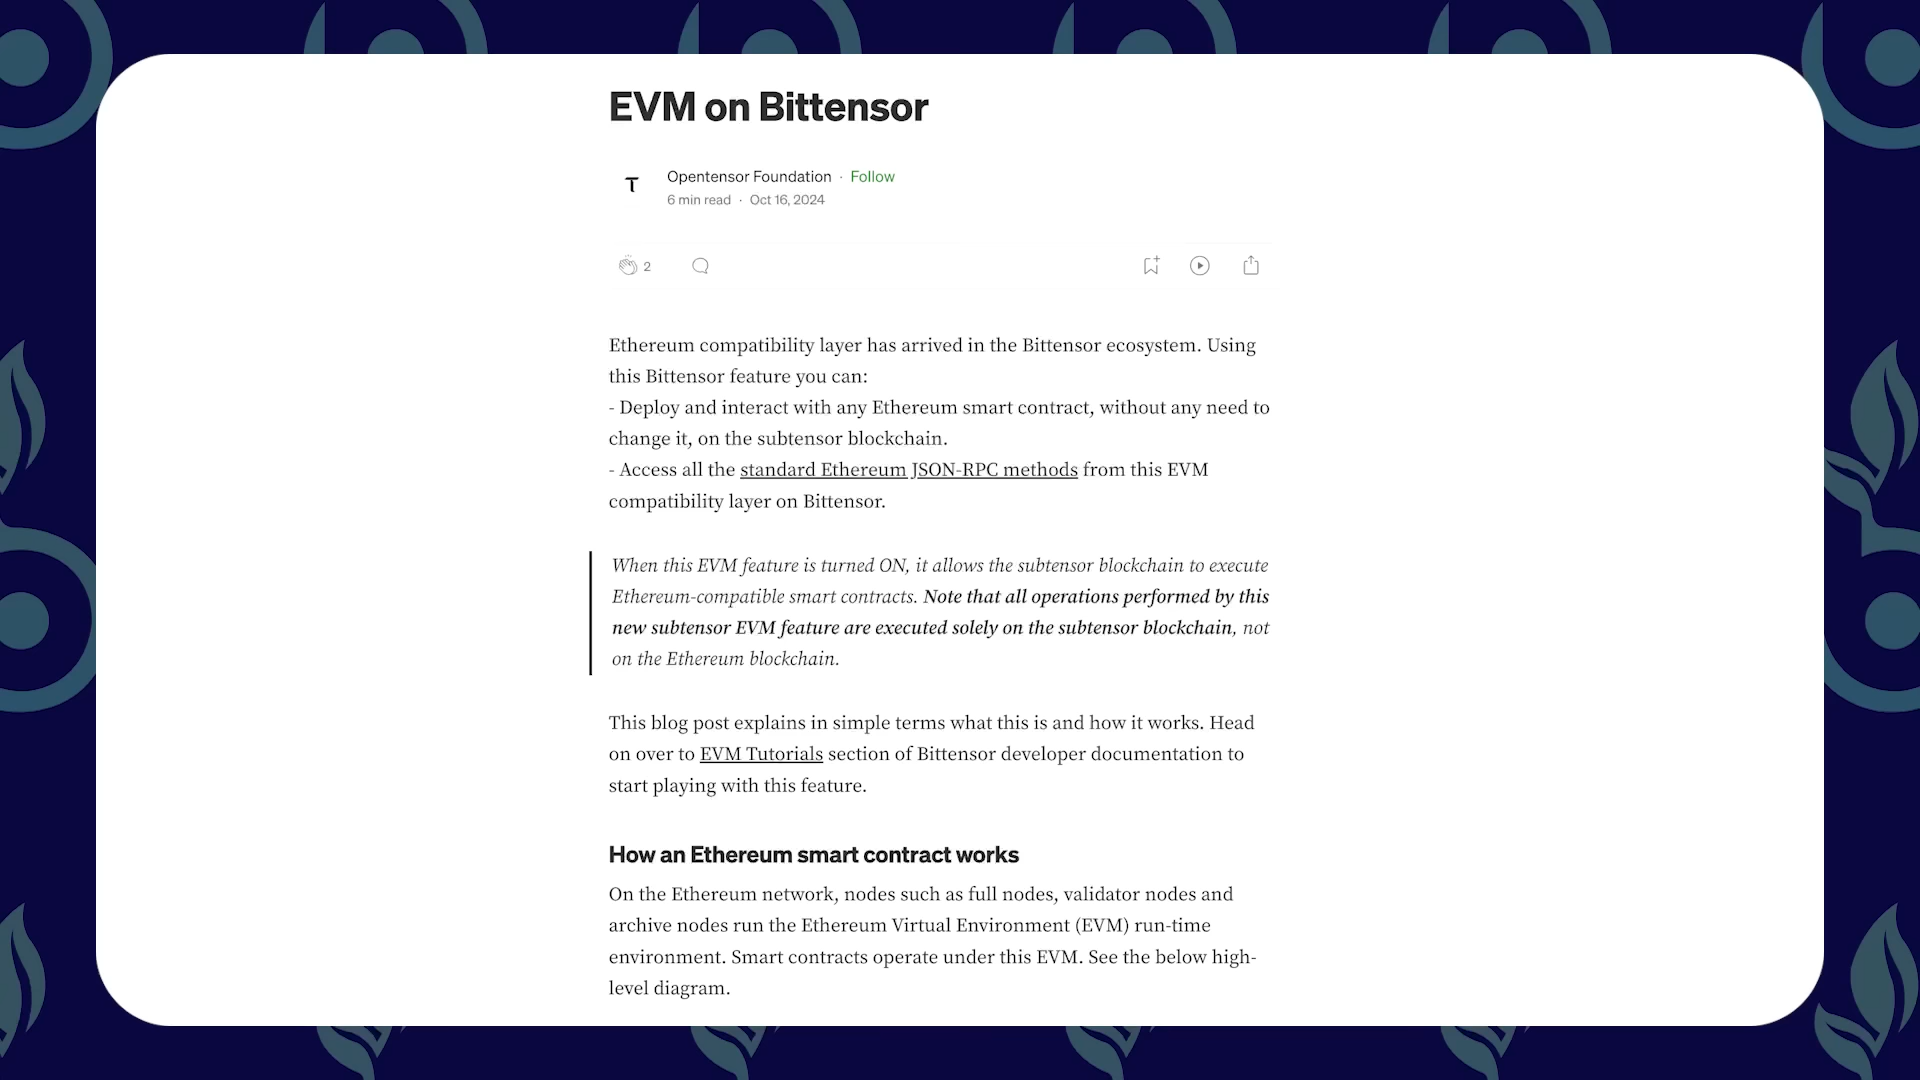 EVM on Bittensor
Opentensor Foundation · Follow
6 min read · Oct 16, 2024
2
Ethereum compatibility layer has arrived in the Bittensor ecosystem. Using
this Bittensor feature you can:
- Deploy and interact with any Ethereum smart contract, without any need to
change it, on the subtensor blockchain.
- Access all the standard Ethereum JSON-RPC methods from this EVM
compatibility layer on Bittensor.
When this EVM feature is turned ON, it allows the subtensor blockchain to execute
Ethereum-compatible smart contracts. Note that all operations performed by this
new subtensor EVM feature are executed solely on the subtensor blockchain, not
on the Ethereum blockchain.
This blog post explains in simple terms what this is and how it works. Head
on over to EVM Tutorials section of Bittensor developer documentation to
start playing with this feature.
How an Ethereum smart contract works
On the Ethereum network, nodes such as full nodes, validator nodes and
archive nodes run the Ethereum Virtual Environment (EVM) run-time
environment. Smart contracts operate under this EVM. See the below high-
level diagram.